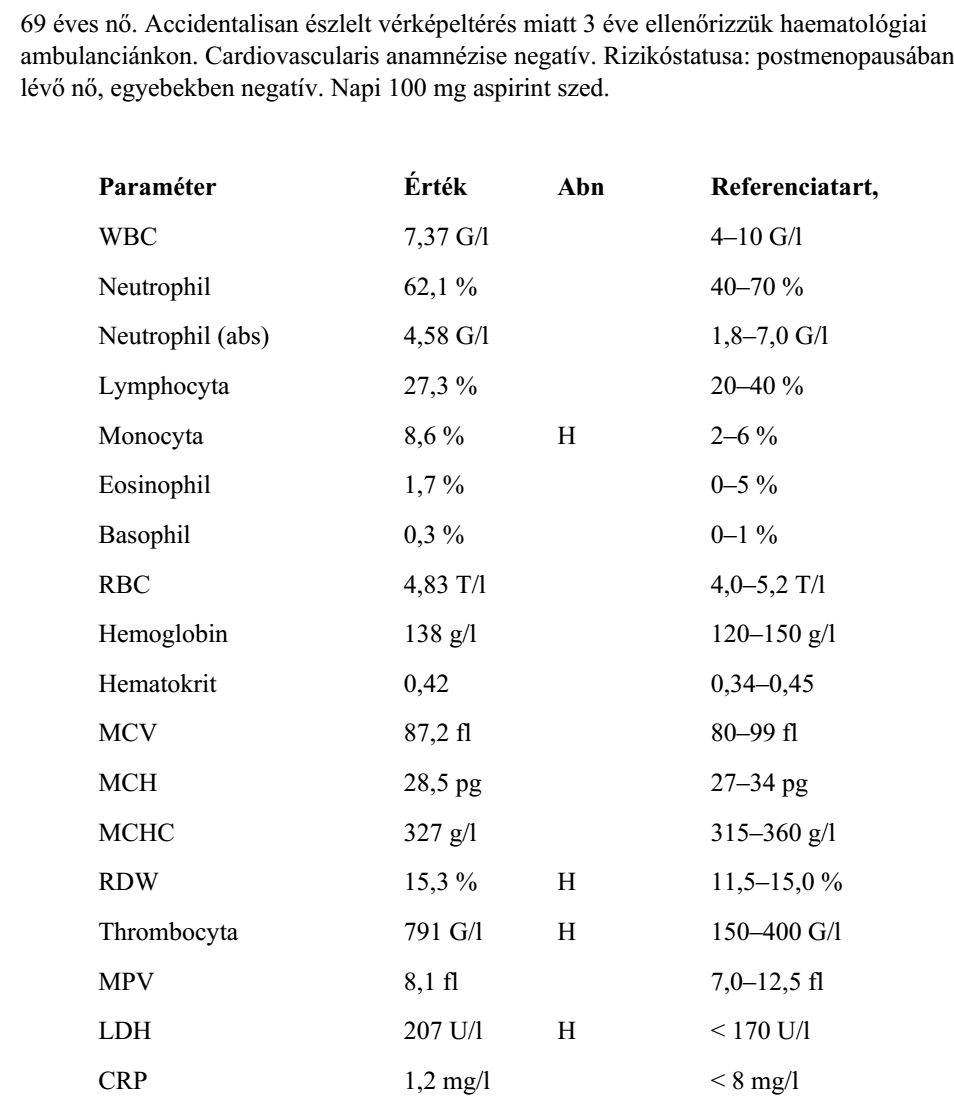 69 éves nő. Accidentalisan észlelt vérképeltérés miatt 3 éve ellenőrizzük haematológiai
ambulanciánkon. Cardiovascularis anamnézise negatív. Rizikóstatusa: postmenopausában
lévő nő, egyebekben negatív. Napi 100 mg aspirint szed.
Paraméter Érték Abn Referenciatart,
WBC 7,37 G/l 4–10 G/l
Neutrophil 62,1 % 40–70 %
Neutrophil (abs) 4,58 G/l 1,8–7,0 G/l
Lymphocyta 27,3 % 20–40 %
Monocyta 8,6 % H 2–6 %
Eosinophil 1,7 % 0–5 %
Basophil 0,3 % 0–1 %
RBC 4,83 T/l 4,0–5,2 T/l
Hemoglobin 138 g/l 120–150 g/l
Hematokrit 0,42 0,34–0,45
MCV 87,2 fl 80–99 fl
MCH 28,5 pg 27–34 pg
MCHC 327 g/l 315–360 g/l
RDW 15,3 % H 11,5–15,0 %
Thrombocyta 791 G/l H 150–400 G/l
MPV 8,1 fl 7,0–12,5 fl
LDH 207 U/l H < 170 U/l
CRP 1,2 mg/l < 8 mg/l